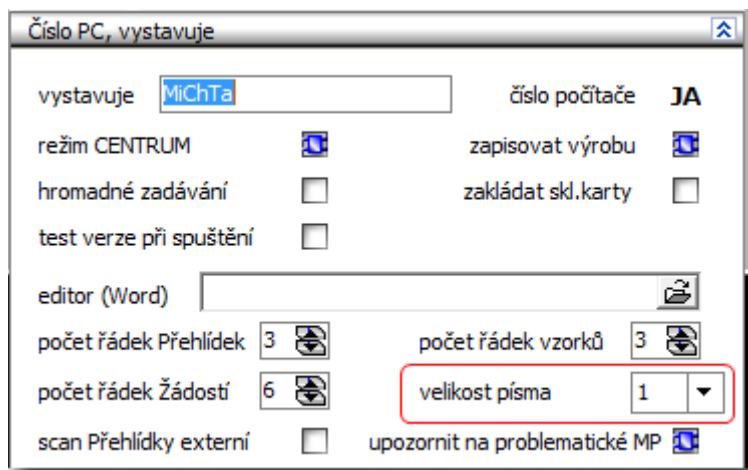 Číslo PC, vystavuje
vystavuje MiChTa číslo počítače JA
režim CENTRUM zapisovat výrobu
hromadné zadávání zakládat skl.karty
test verze při spuštění
editor (Word)
počet řádek Přehlídek 3 počet řádek vzorků 3
počet řádek Žádostí 6 velikost písma 1
scan Přehlídky externí upozornit na problematické MP